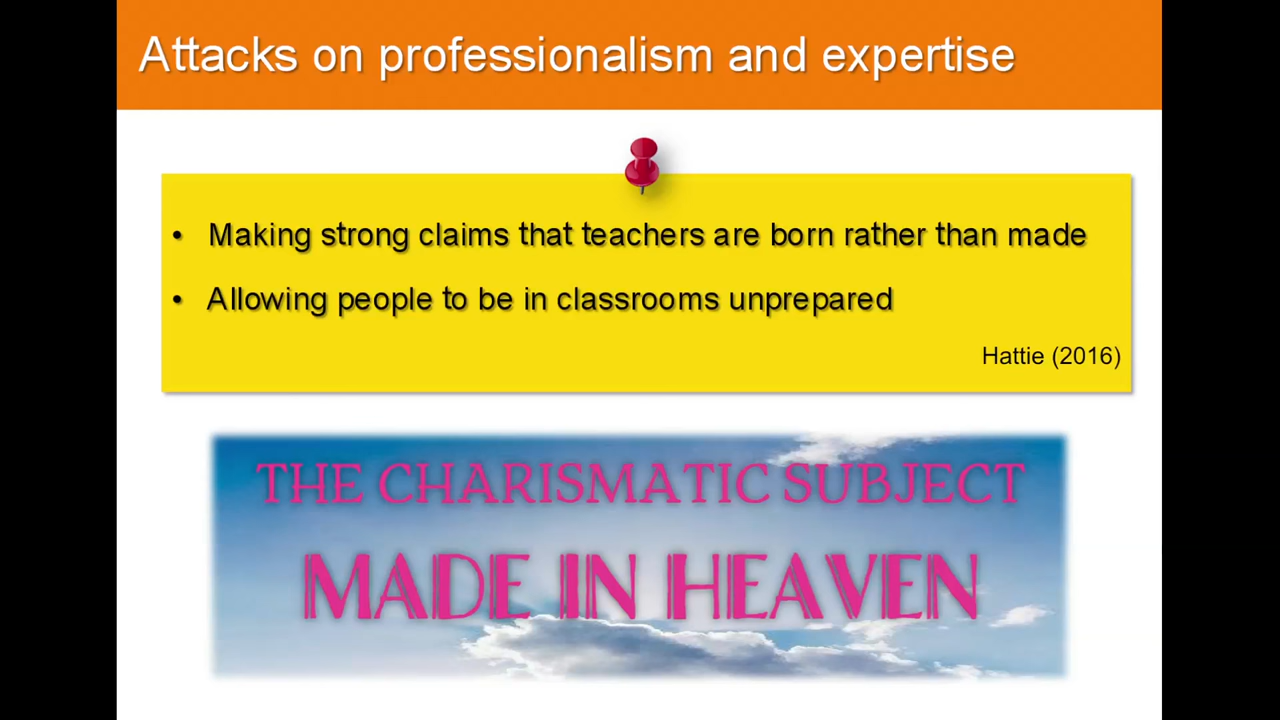 Attacks on professionalism and expertise
• Making strong claims that teachers are born rather than made
• Allowing people to be in classrooms unprepared
Hattie (2016)
THE CHARISMATIC SUBJECT
MADE IN HEAVEN